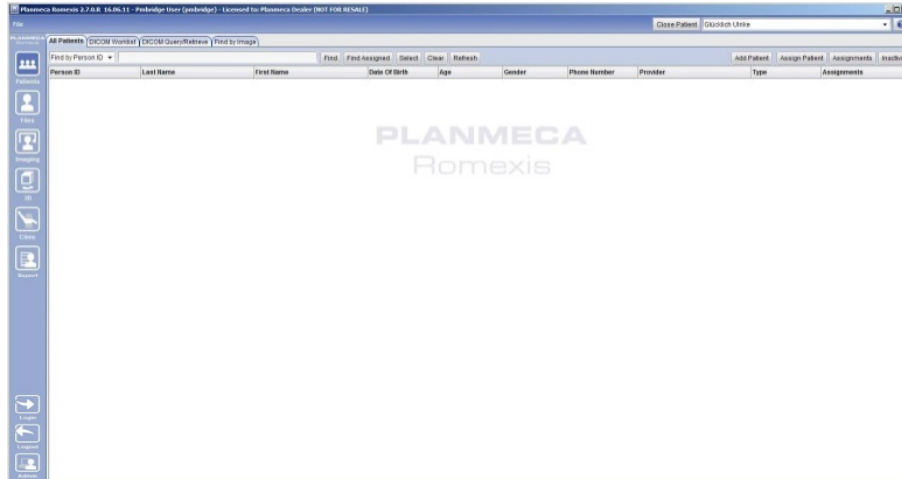 Planmeca Romexis 2.7.0.R 16.06.11 - Pmbridge User (pmbridge) - Licensed to: Planmeca Dealer (NOT FOR RESALE)
File
Close Patient Glücklich Ulrike
PLANMECA
Romexis
All Patients DICOM Worklist DICOM Query/Retrieve Find by Image
Find by Person ID Find Find Assigned Select Clear Refresh Add Patient Assign Patient Assignments
Person ID Last Name First Name Date Of Birth Age Gender Phone Number Provider Type Assignments
Patients
Files
Imaging
3D
Clinic
Report
PLANMECA
Romexis
Login
Logout
Admin